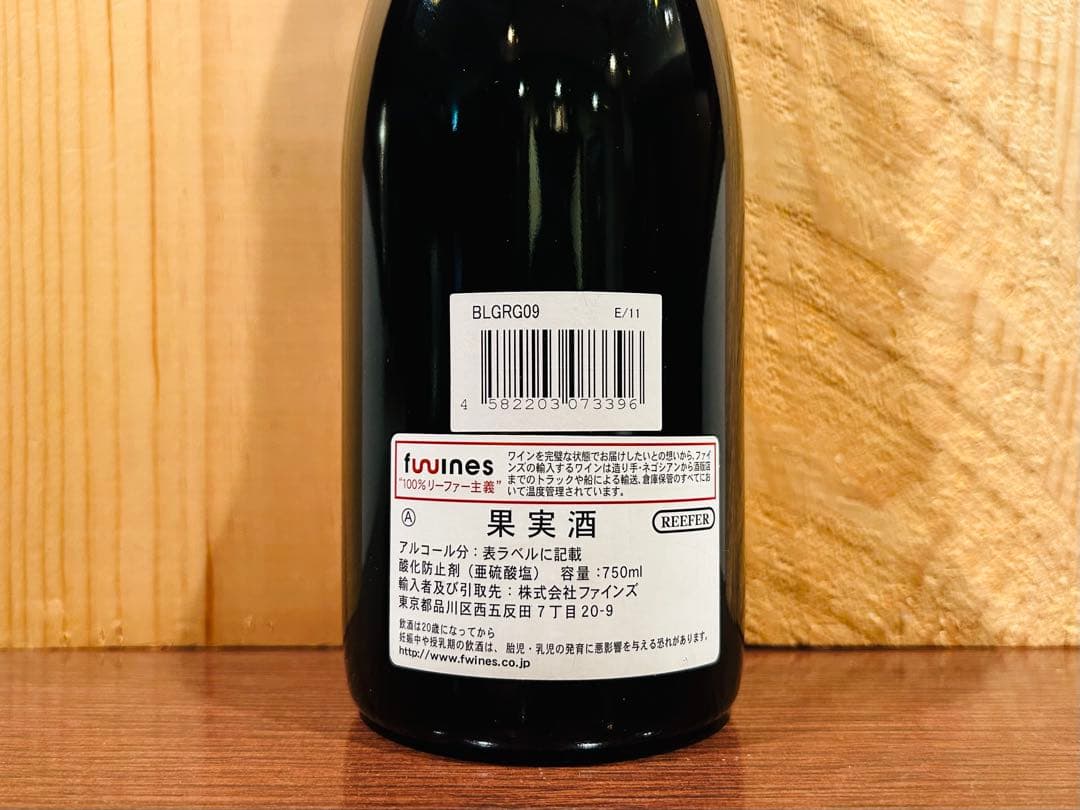 BLGRG09 E/11
4 582203 073396
fwines
"100%リーファー主義"
ワインを完璧な状態でお届けしたいとの想いから、ファイ
ンズの輸入するワインは造り手・ネゴシアンから酒販店
までのトラックや船による輸送、倉庫保管のすべてにお
いて温度管理されています。
Ⓐ 果実酒 REEFER
アルコール分：表ラベルに記載
酸化防止剤（亜硫酸塩） 容量：750ml
輸入者及び引取先：株式会社ファインズ
東京都品川区西五反田7丁目20-9
飲酒は20歳になってから
妊娠中や授乳期の飲酒は、胎児・乳児の発育に悪影響を与える恐れがあります。
http://www.fwines.co.jp